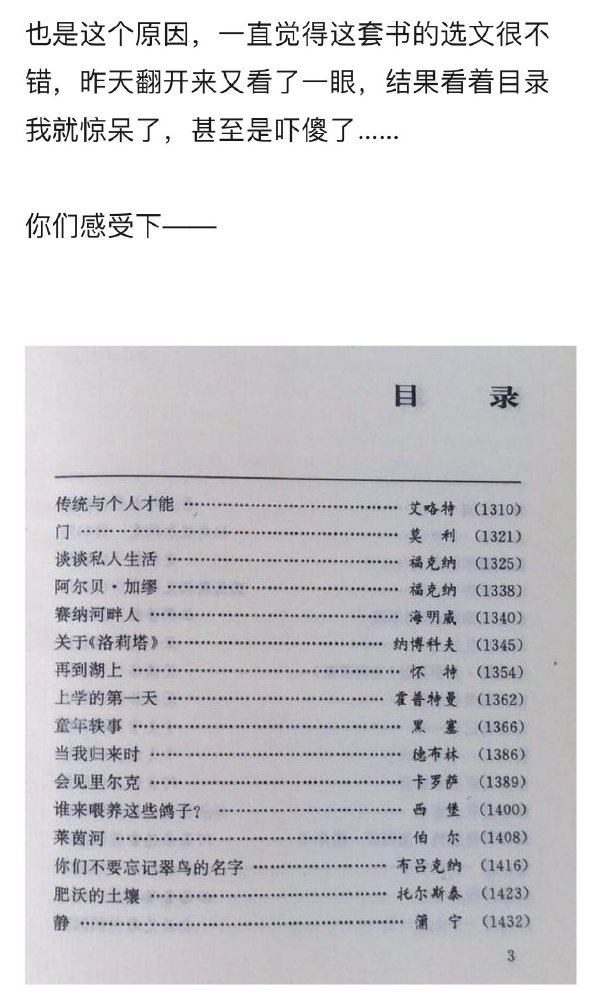 也是这个原因，一直觉得这套书的选文很不
错，昨天翻开来又看了一眼，结果看着目录
我就惊呆了，甚至是吓傻了……
你们感受下——
目 录
传统与个人才能 …………………………… 艾略特 (1310)
门 …………………………… 莫 利 (1321)
谈谈私人生活 …………………………… 福克纳 (1325)
阿尔贝·加缪 …………………………… 福克纳 (1338)
赛纳河畔人 …………………………… 海明威 (1340)
关于《洛莉塔》 …………………………… 纳博科夫 (1345)
再到湖上 …………………………… 怀 特 (1354)
上学的第一天 …………………………… 霍普特曼 (1362)
童年轶事 …………………………… 黑 塞 (1366)
当我归来时 …………………………… 德布林 (1386)
会见里尔克 …………………………… 卡罗萨 (1389)
谁来喂养这些鸽子？ …………………………… 西 堡 (1400)
莱茵河 …………………………… 伯 尔 (1408)
你们不要忘记翠鸟的名字 …………………………… 布吕克纳 (1416)
肥沃的土壤 …………………………… 托尔斯泰 (1423)
静 …………………………… 蒲 宁 (1432)
3